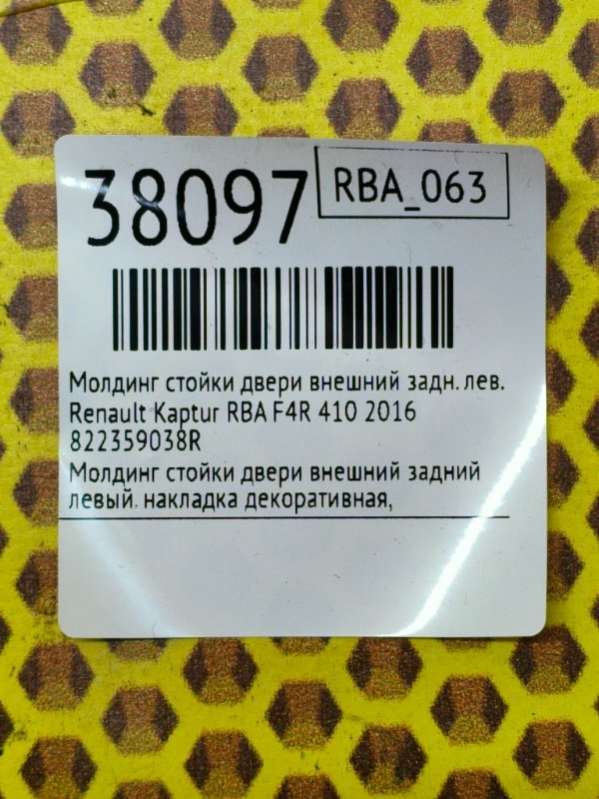 38097
RBA_063
Молдинг стойки двери внешний задн. лев.
Renault Kaptur RBA F4R 410 2016
822359038R
Молдинг стойки двери внешний задний
левый. накладка декоративная,